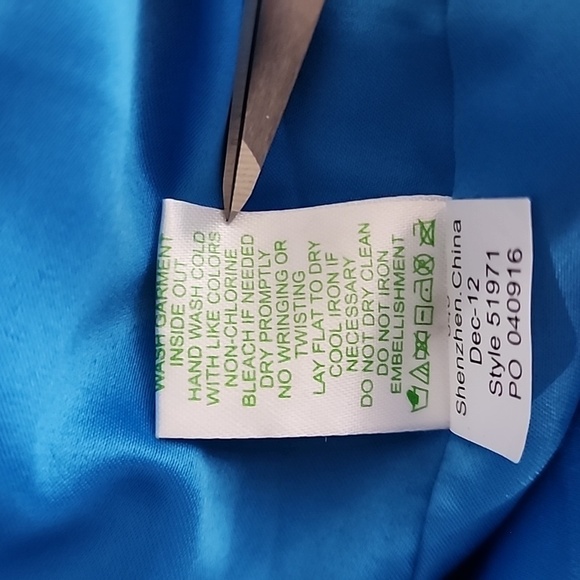 WASH GARMENT
INSIDE OUT
HAND WASH COLD
WITH LIKE COLORS
NON-CHLORINE
BLEACH IF NEEDED
DRY PROMPTLY
NO WRINGING OR
TWISTING
LAY FLAT TO DRY
COOL IRON IF
NECESSARY
DO NOT DRY CLEAN
DO NOT IRON
EMBELLISHMENT
Shenzhen.China
Dec-12
Style 51971
PO 040916